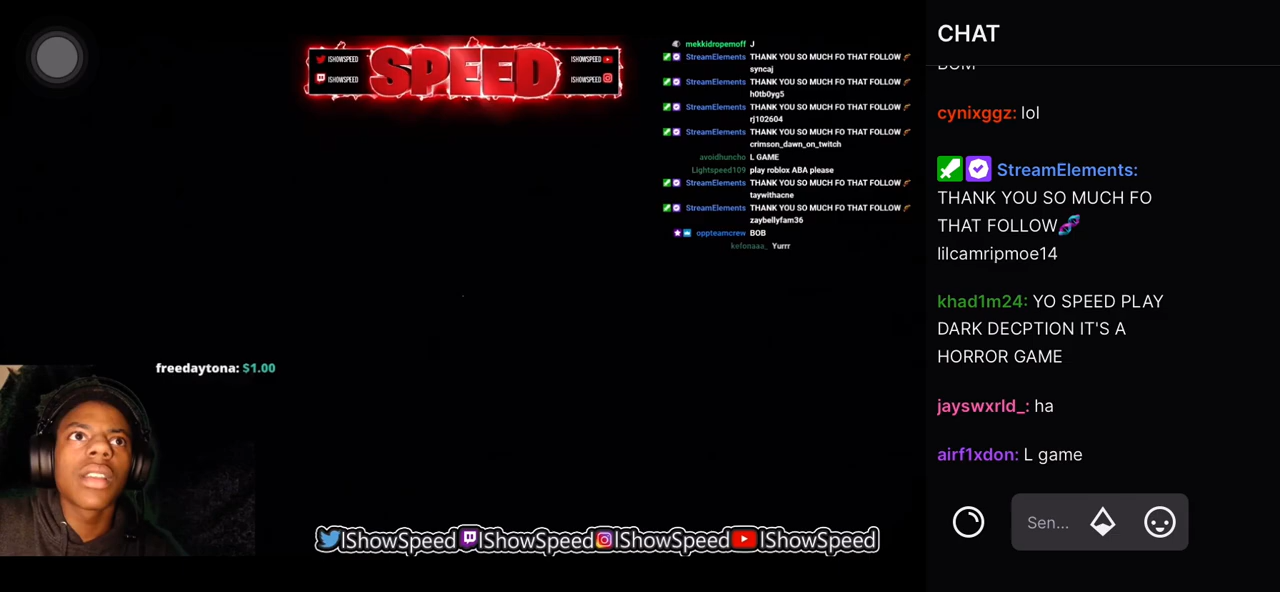 ISHOWSPEED
ISHOWSPEED
SPEED
ISHOWSPEED
ISHOWSPEED
mekkidropemoff J
StreamElements THANK YOU SO MUCH FO THAT FOLLOW
syncaj
StreamElements THANK YOU SO MUCH FO THAT FOLLOW
h0tb0yg5
StreamElements THANK YOU SO MUCH FO THAT FOLLOW
rj102604
StreamElements THANK YOU SO MUCH FO THAT FOLLOW
crimson_dawn_on_twitch
avoidhuncho L GAME
Lightspeed109 play roblox ABA please
StreamElements THANK YOU SO MUCH FO THAT FOLLOW
taywithacne
StreamElements THANK YOU SO MUCH FO THAT FOLLOW
zaybellyfam36
oppteamcrew BOB
kefonaaa_ Yurrr
freedaytona: $1.00
IShowSpeed IShowSpeed IShowSpeed IShowSpeed
CHAT
cynixggz: lol
StreamElements:
THANK YOU SO MUCH FO
THAT FOLLOW
lilcamripmoe14
khad1m24: YO SPEED PLAY
DARK DECPTION IT'S A
HORROR GAME
jayswxrld_: ha
airf1xdon: L game
Sen...